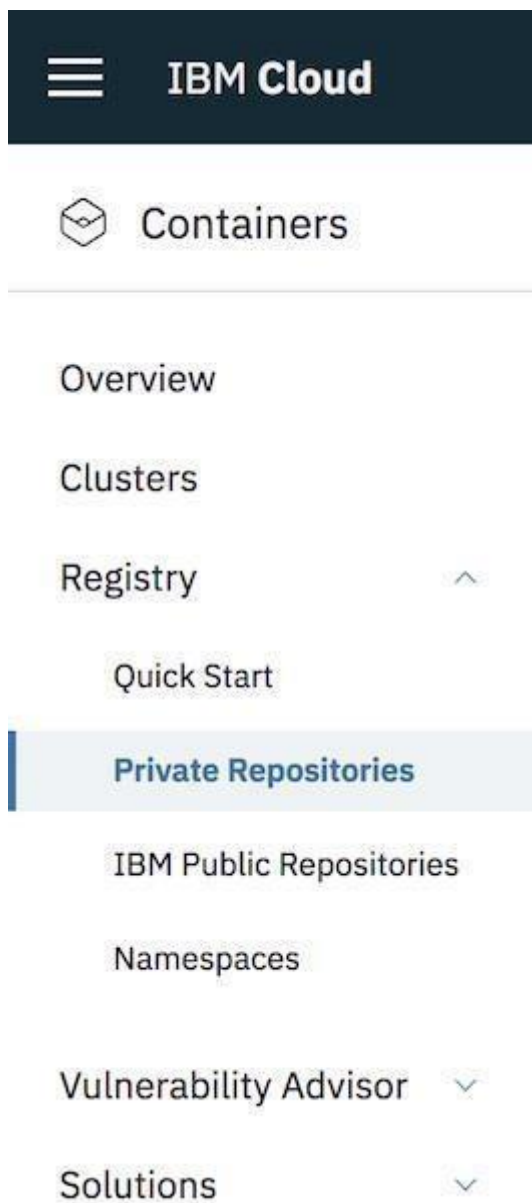 IBM Cloud
Containers
Overview
Clusters
Registry
Quick Start
Private Repositories
IBM Public Repositories
Namespaces
Vulnerability Advisor
Solutions